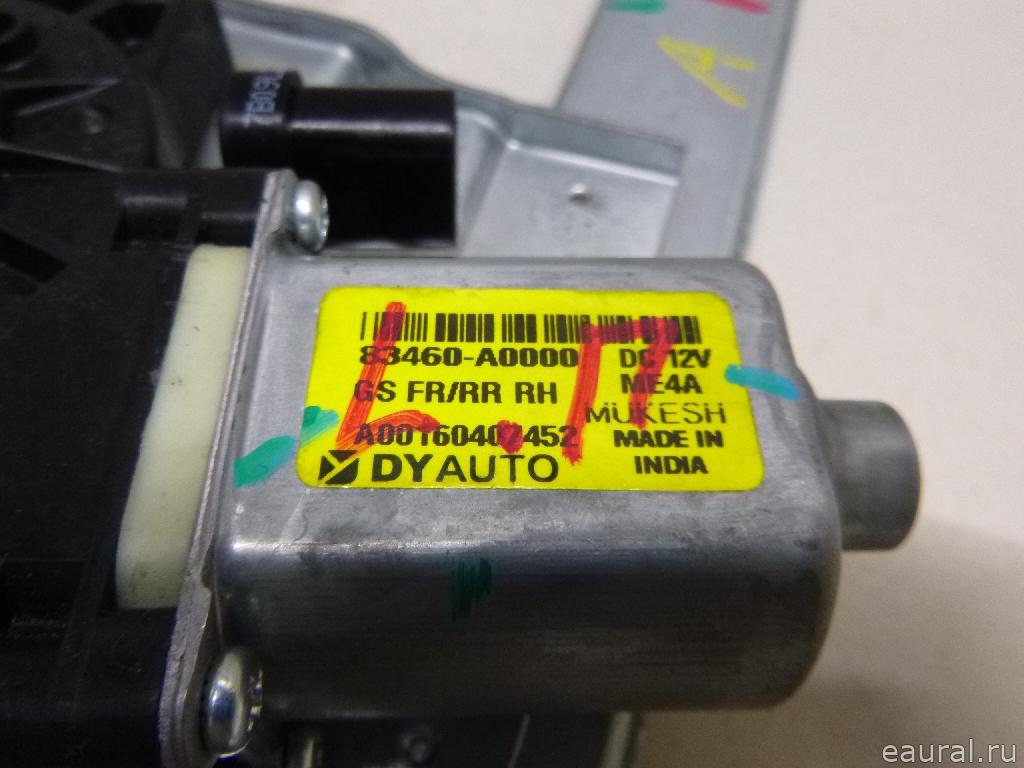 83460-A0000
DC 12V
GS FR/RR RH
ME4A
MUKESH
MADE IN
INDIA
DYAUTO
eaural.ru